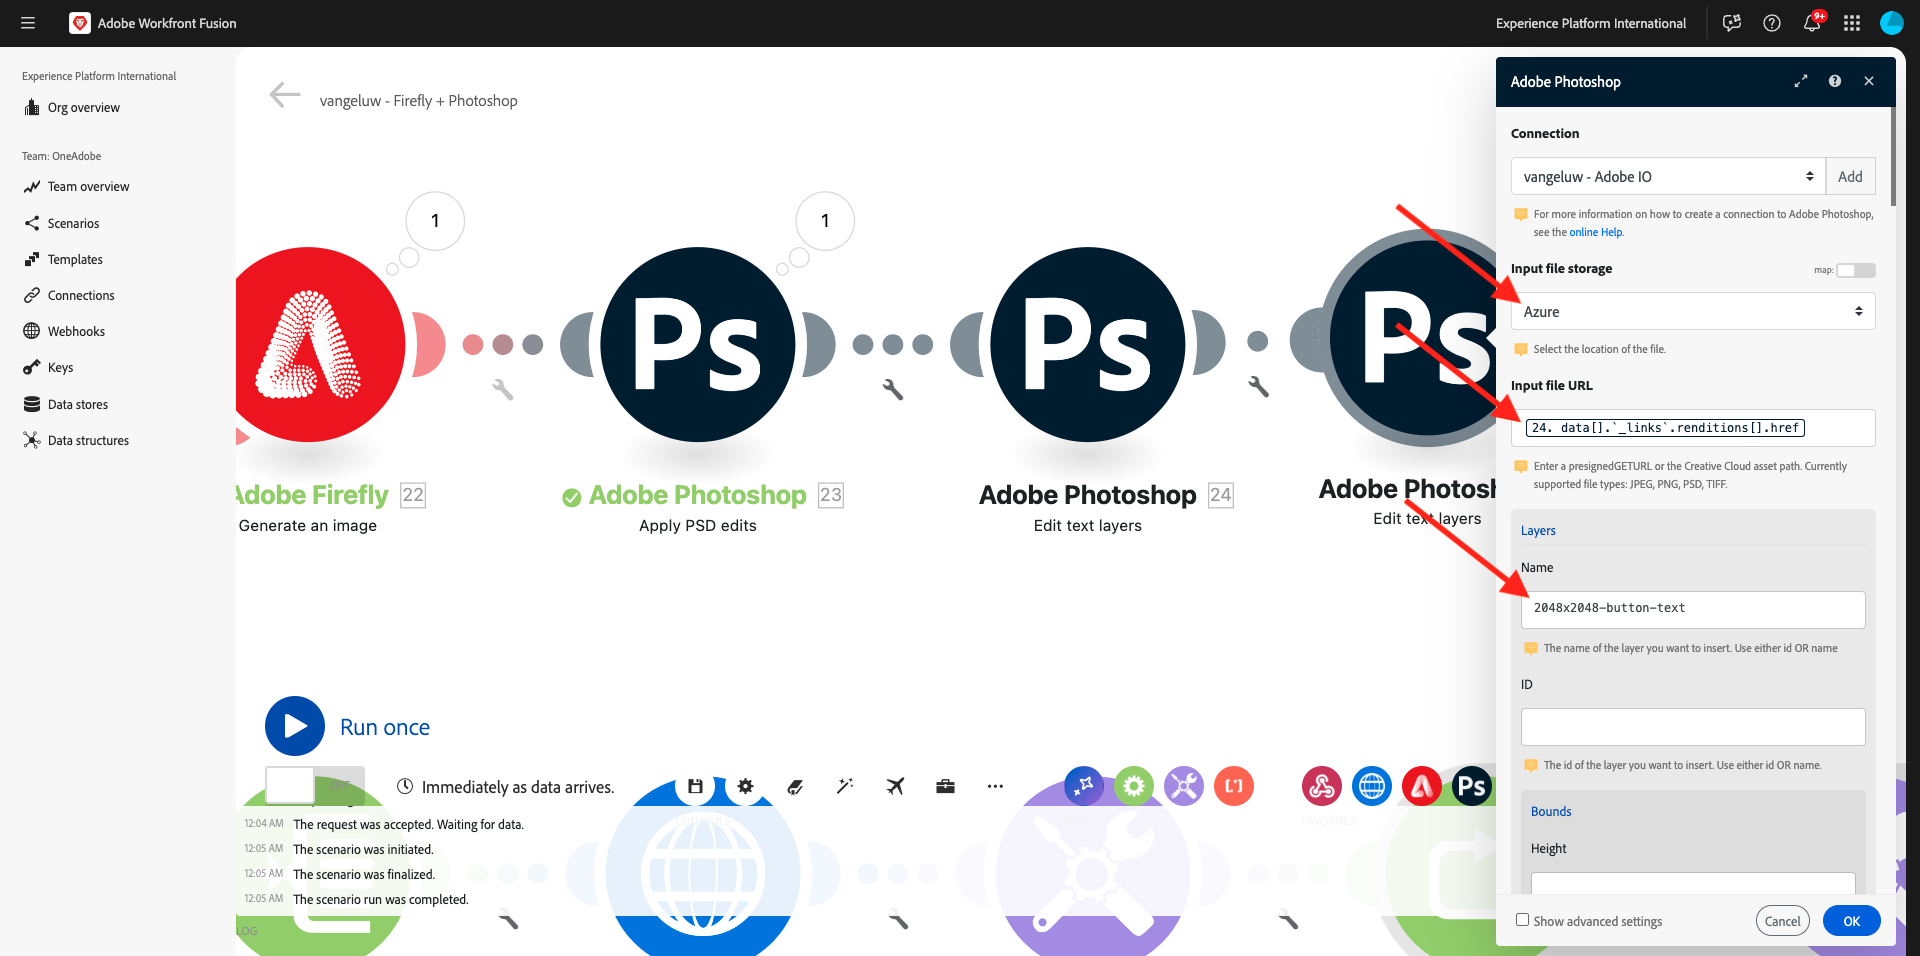 Adobe Workfront Fusion
Experience Platform International
9+
Experience Platform International
Org overview
Team: OneAdobe
Team overview
Scenarios
Templates
Connections
Webhooks
Keys
Data stores
Data structures
vangeluw - Firefly + Photoshop
1
1
Ps
Ps
Ps
Adobe Firefly 22
Generate an image
Adobe Photoshop 23
Apply PSD edits
Adobe Photoshop 24
Edit text layers
Adobe Photosh
Edit text layers
Run once
OFF
Immediately as data arrives.
Ps
CONTROLS
FAVORITES
12:04 AM The request was accepted. Waiting for data.
12:05 AM The scenario was initiated.
12:05 AM The scenario was finalized.
12:05 AM The scenario run was completed.
LOG
Adobe Photoshop
Connection
vangeluw - Adobe IO
Add
For more information on how to create a connection to Adobe Photoshop,
see the online Help.
Input file storage
map:
Azure
Select the location of the file.
Input file URL
24. data[].`_links`.renditions[].href
Enter a presignedGETURL or the Creative Cloud asset path. Currently
supported file types: JPEG, PNG, PSD, TIFF.
Layers
Name
2048x2048-button-text
The name of the layer you want to insert. Use either id OR name
ID
The id of the layer you want to insert. Use either id OR name.
Bounds
Height
Show advanced settings
Cancel
OK